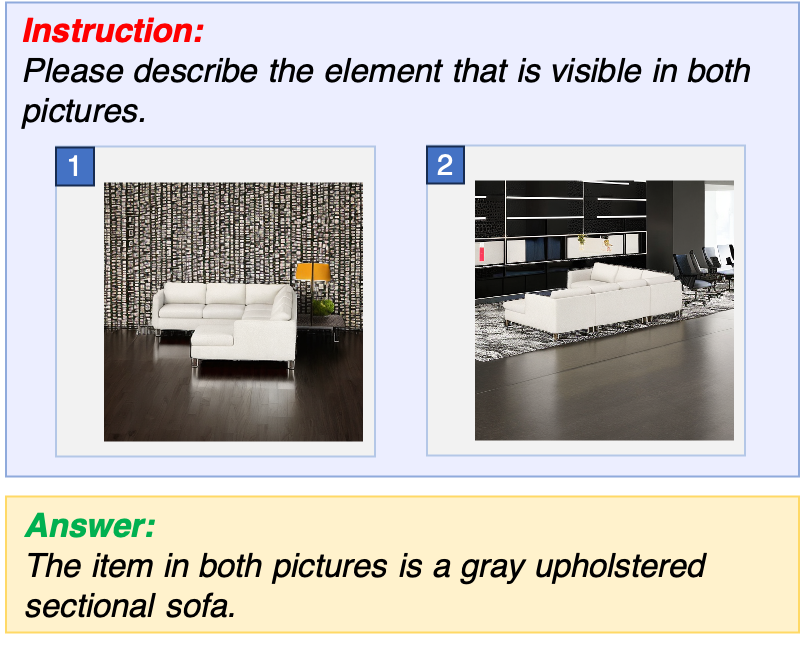 Instruction:
Please describe the element that is visible in both
pictures.
1
2
Answer:
The item in both pictures is a gray upholstered
sectional sofa.